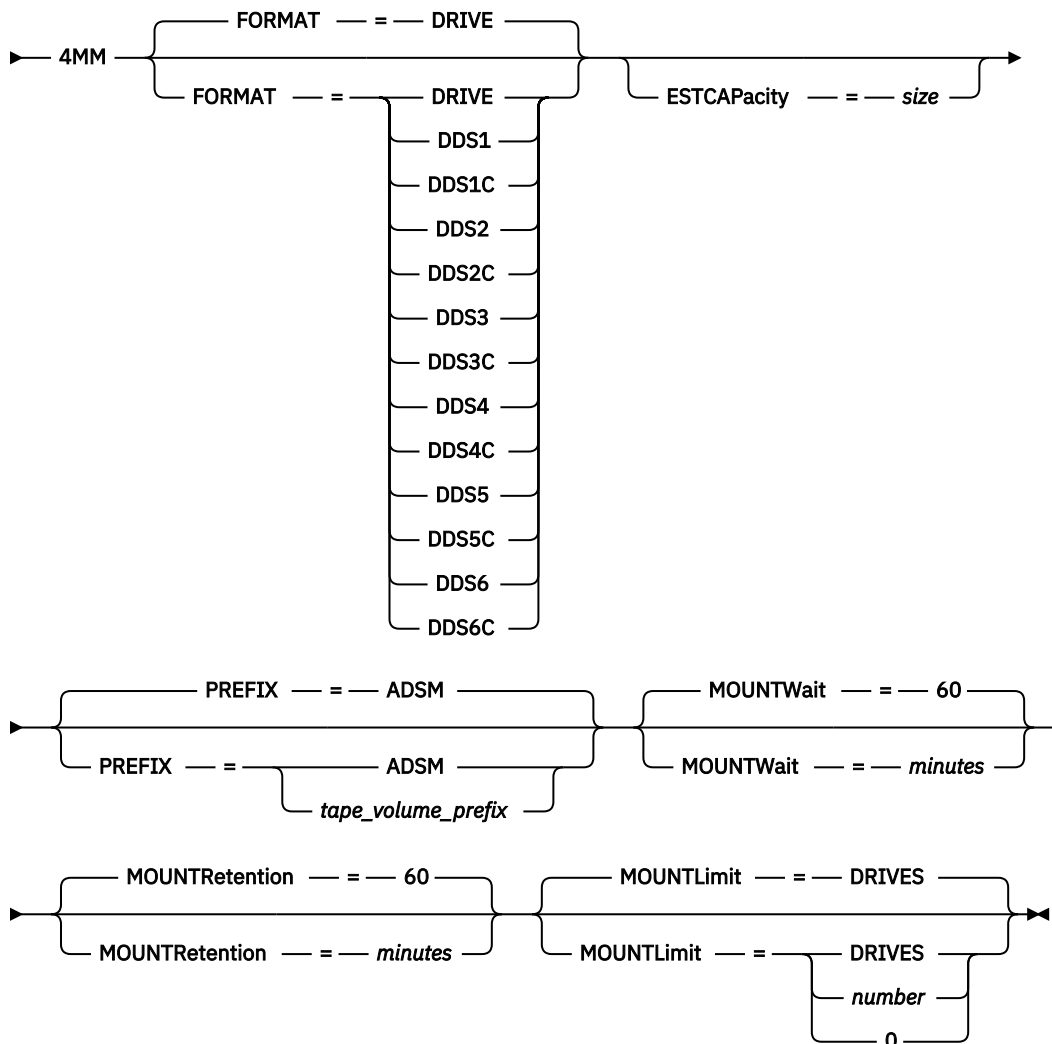 FORMAT = DRIVE
4MM
FORMAT = DRIVE
ESTCAPacity = size
DDS1
DDS1C
DDS2
DDS2C
DDS3
DDS3C
DDS4
DDS4C
DDS5
DDS5C
DDS6
DDS6C
PREFIX = ADSM
MOUNTWait = 60
PREFIX = ADSM
MOUNTWait = minutes
tape_volume_prefix
MOUNTRetention = 60
MOUNTLimit = DRIVES
MOUNTRetention = minutes
MOUNTLimit = DRIVES
number
0